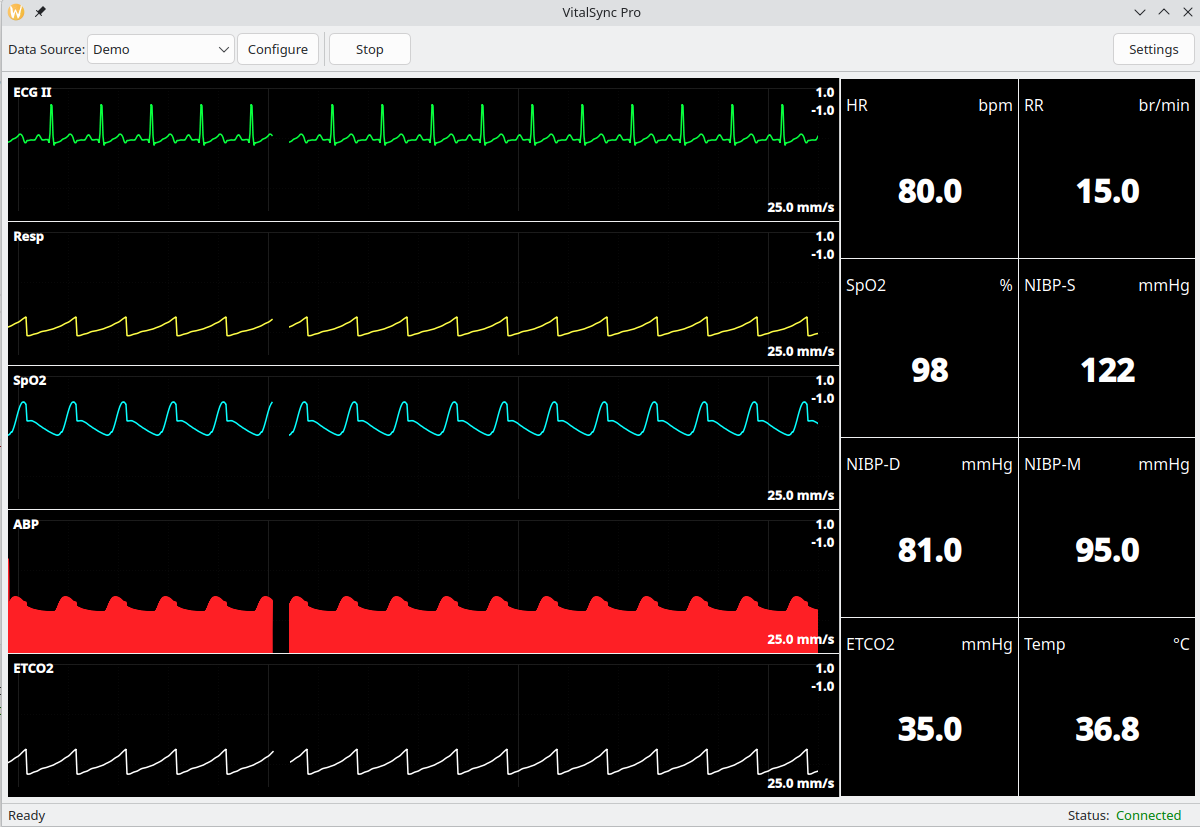 VitalSync Pro
Data Source: Demo Configure Stop Settings
ECG II 1.0
-1.0
25.0 mm/s
Resp 1.0
-1.0
25.0 mm/s
SpO2 1.0
-1.0
25.0 mm/s
ABP 1.0
-1.0
25.0 mm/s
ETCO2 1.0
-1.0
25.0 mm/s
HR bpm
80.0
RR br/min
15.0
SpO2 %
98
NIBP-S mmHg
122
NIBP-D mmHg
81.0
NIBP-M mmHg
95.0
ETCO2 mmHg
35.0
Temp °C
36.8
Ready Status: Connected